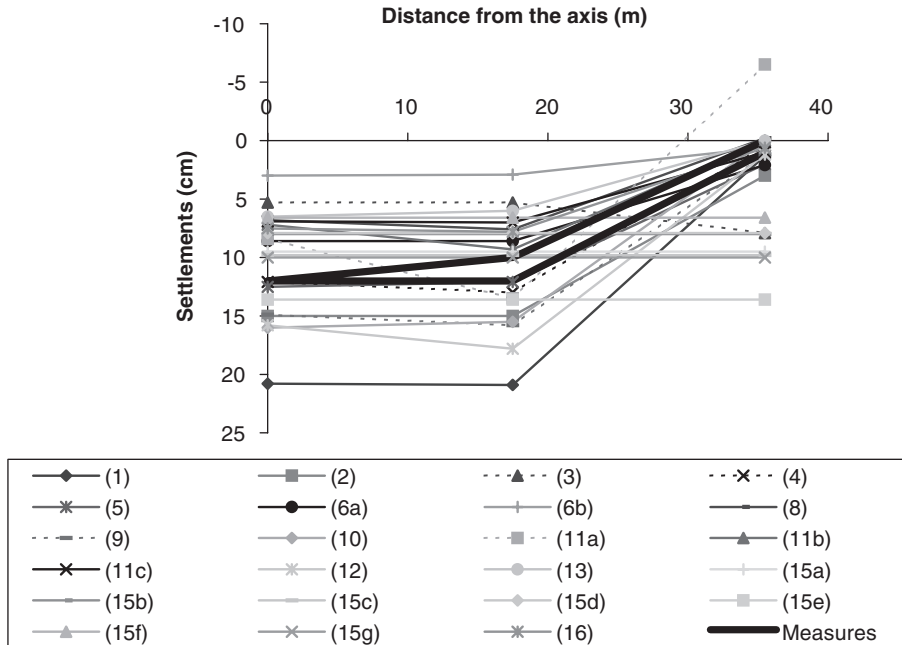 Distance from the axis (m)
-10
-5
0 10 20 30 40
0
5
10
15
20
25
Settlements (cm)
(1) (2) (3) (4)
(5) (6a) (6b) (8)
(9) (10) (11a) (11b)
(11c) (12) (13) (15a)
(15b) (15c) (15d) (15e)
(15f) (15g) (16) Measures